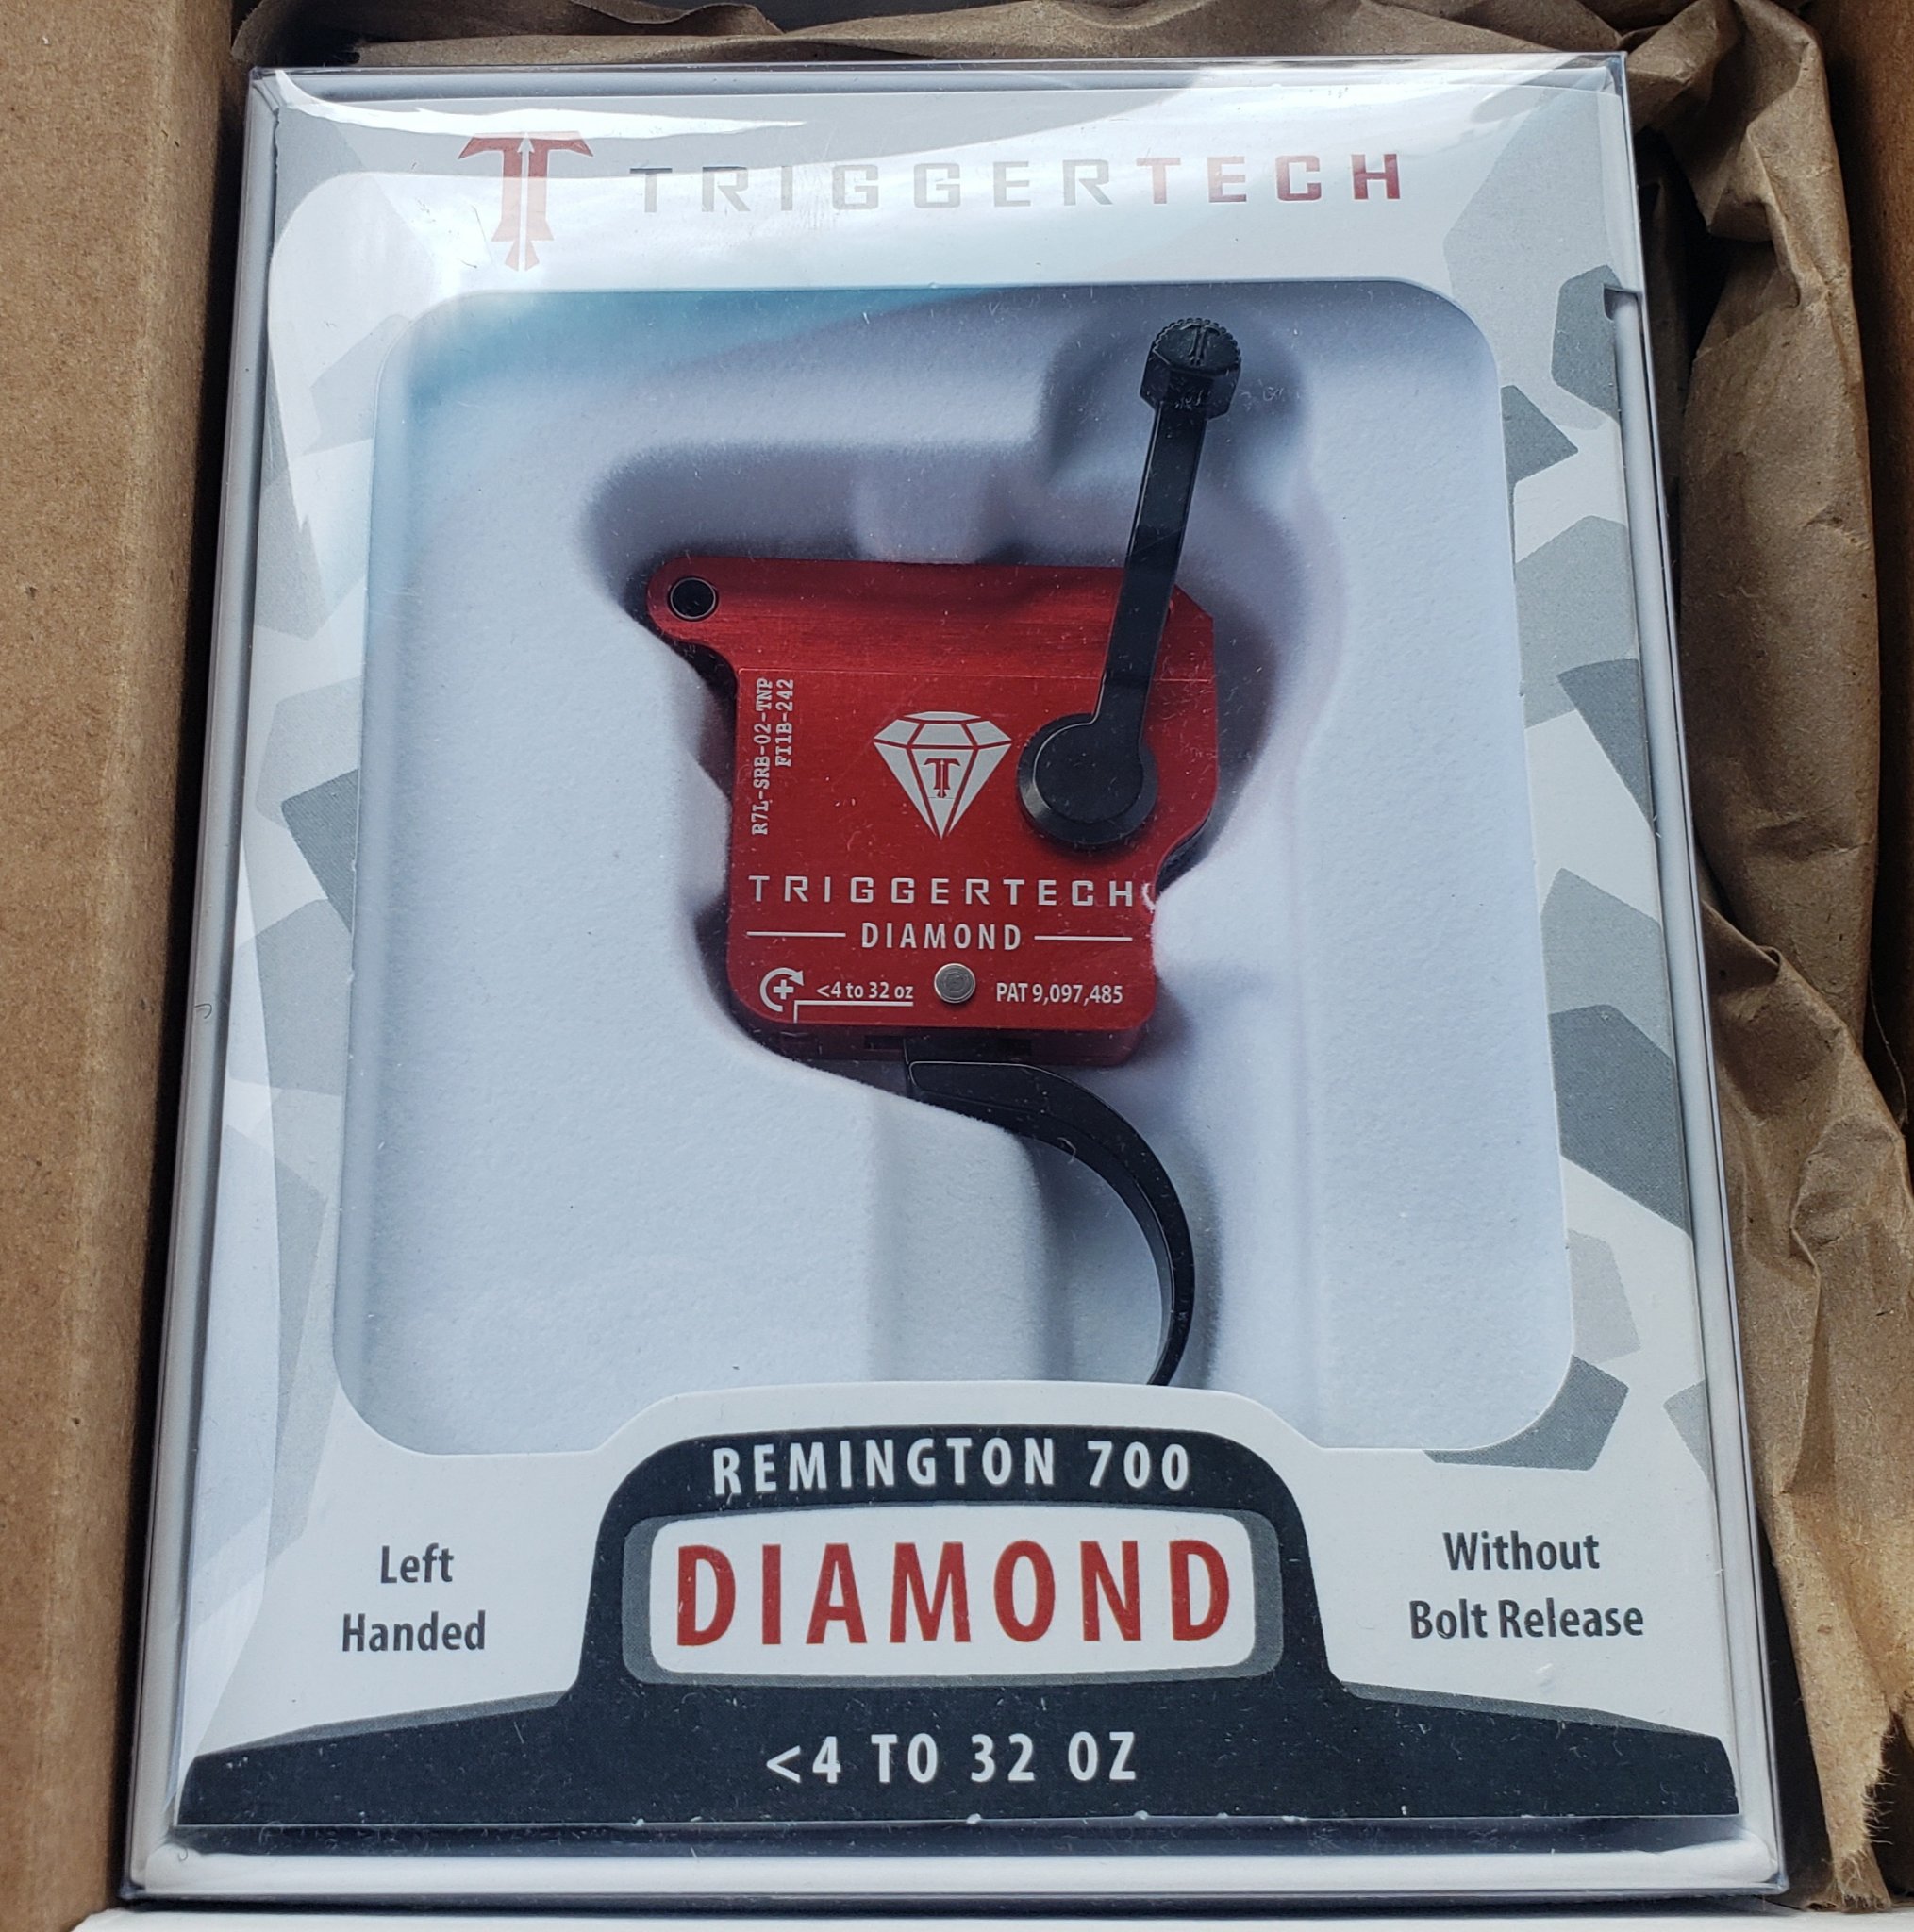 TRIGGERTECH
R7L-SRB-02-TNP
FI1B-242
TRIGGERTECH
DIAMOND
<4 to 32 oz
PAT 9,097,485
REMINGTON 700
DIAMOND
Left
Handed
Without
Bolt Release
<4 TO 32 OZ